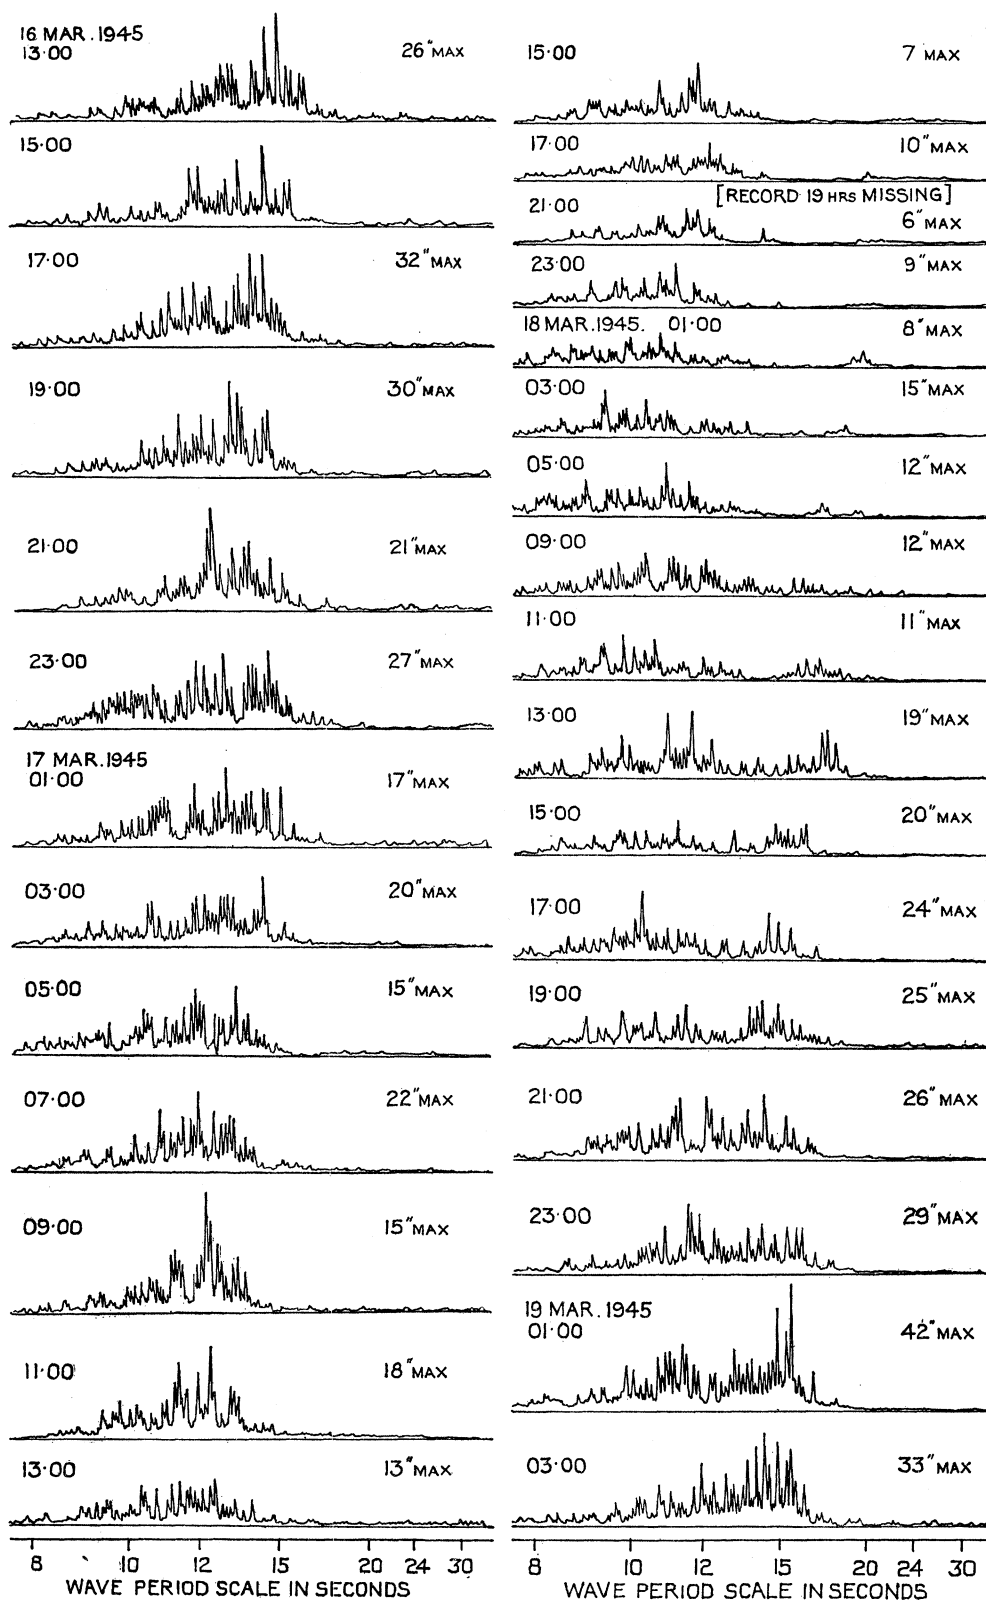 16 MAR. 1945
13·00 26" MAX
15·00
17·00 32" MAX
19·00 30" MAX
21·00 21" MAX
23·00 27" MAX
17 MAR. 1945
01·00 17" MAX
03·00 20" MAX
05·00 15" MAX
07·00 22" MAX
09·00 15" MAX
11·00 18" MAX
13·00 13" MAX
8 10 12 15 20 24 30
WAVE PERIOD SCALE IN SECONDS
15·00 7 MAX
17·00 10" MAX
[RECORD 19 HRS MISSING]
21·00 6" MAX
23·00 9" MAX
18 MAR. 1945. 01·00 8" MAX
03·00 15" MAX
05·00 12" MAX
09·00 12" MAX
11·00 11" MAX
13·00 19" MAX
15·00 20" MAX
17·00 24" MAX
19·00 25" MAX
21·00 26" MAX
23·00 29" MAX
19 MAR. 1945
01·00 42" MAX
03·00 33" MAX
8 10 12 15 20 24 30
WAVE PERIOD SCALE IN SECONDS